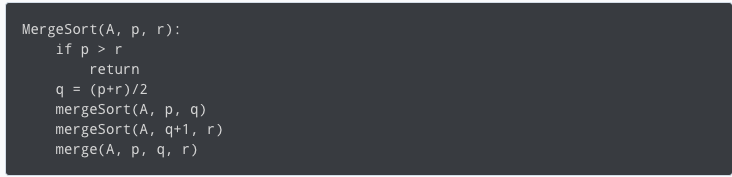 MergeSort(A, p, r):
    if p > r
        return
    q = (p+r)/2
    mergeSort(A, p, q)
    mergeSort(A, q+1, r)
    merge(A, p, q, r)